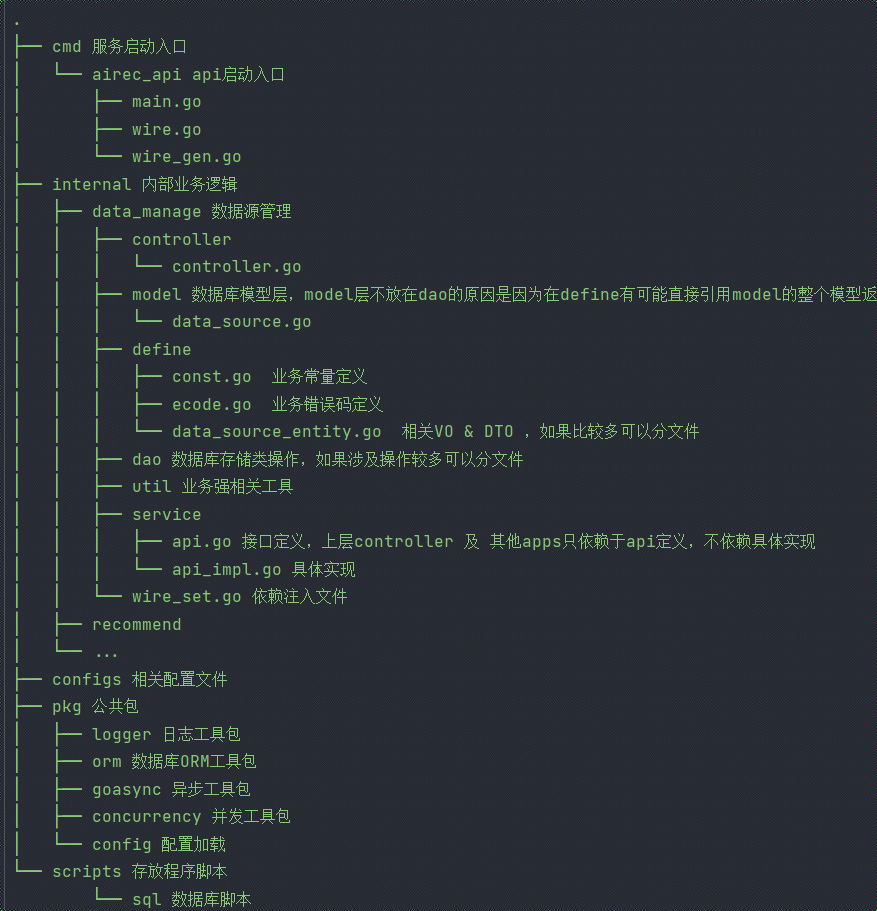 .
├── cmd 服务启动入口
│   └── airec_api api启动入口
│       ├── main.go
│       ├── wire.go
│       └── wire_gen.go
├── internal 内部业务逻辑
│   ├── data_manage 数据源管理
│   │   ├── controller
│   │   │   └── controller.go
│   │   ├── model 数据库模型层，model层不放在dao的原因是因为在define有可能直接引用model的整个模型返
│   │   │   └── data_source.go
│   │   ├── define
│   │   │   ├── const.go  业务常量定义
│   │   │   ├── ecode.go  业务错误码定义
│   │   │   └── data_source_entity.go  相关VO & DTO ，如果比较多可以分文件
│   │   ├── dao 数据库存储类操作，如果涉及操作较多可以分文件
│   │   ├── util 业务强相关工具
│   │   ├── service
│   │   │   ├── api.go 接口定义，上层controller 及 其他apps只依赖于api定义，不依赖具体实现
│   │   │   └── api_impl.go 具体实现
│   │   └── wire_set.go 依赖注入文件
│   ├── recommend
│   └── ...
├── configs 相关配置文件
├── pkg 公共包
│   ├── logger 日志工具包
│   ├── orm 数据库ORM工具包
│   ├── goasync 异步工具包
│   ├── concurrency 并发工具包
│   └── config 配置加载
└── scripts 存放程序脚本
        └── sql 数据库脚本